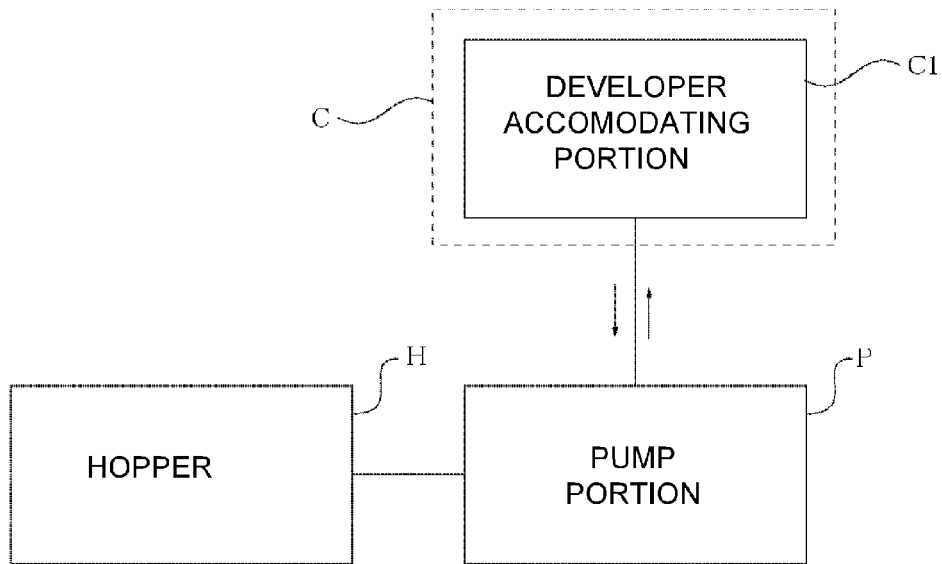 C1
DEVELOPER
ACCOMODATING
PORTION
C
H
P
HOPPER
PUMP
PORTION